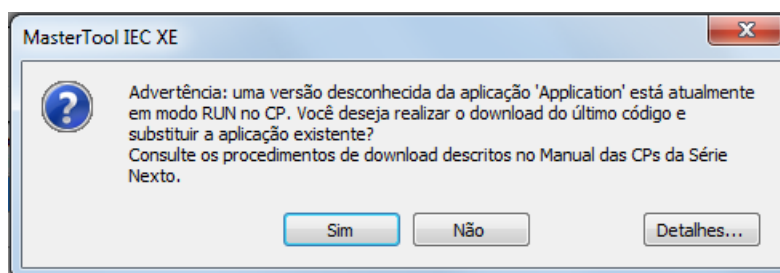 MasterTool IEC XE
Advertência: uma versão desconhecida da aplicação 'Application' está atualmente
em modo RUN no CP. Você deseja realizar o download do último código e
substituir a aplicação existente?
Consulte os procedimentos de download descritos no Manual das CPs da Série
Nexto.
Sim Não Detalhes...